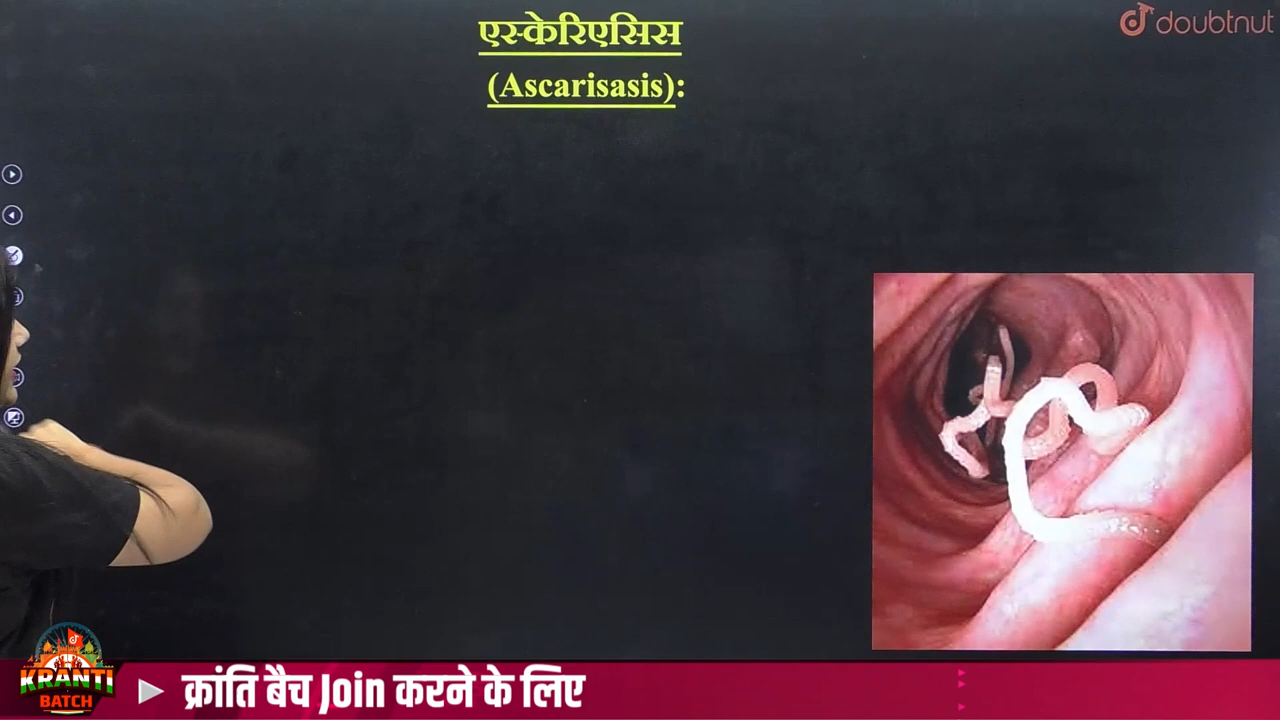 एस्केरिएसिस
(Ascarisasis):
doubtnut
KRANTI
BATCH
क्रांति बैच Join करने के लिए